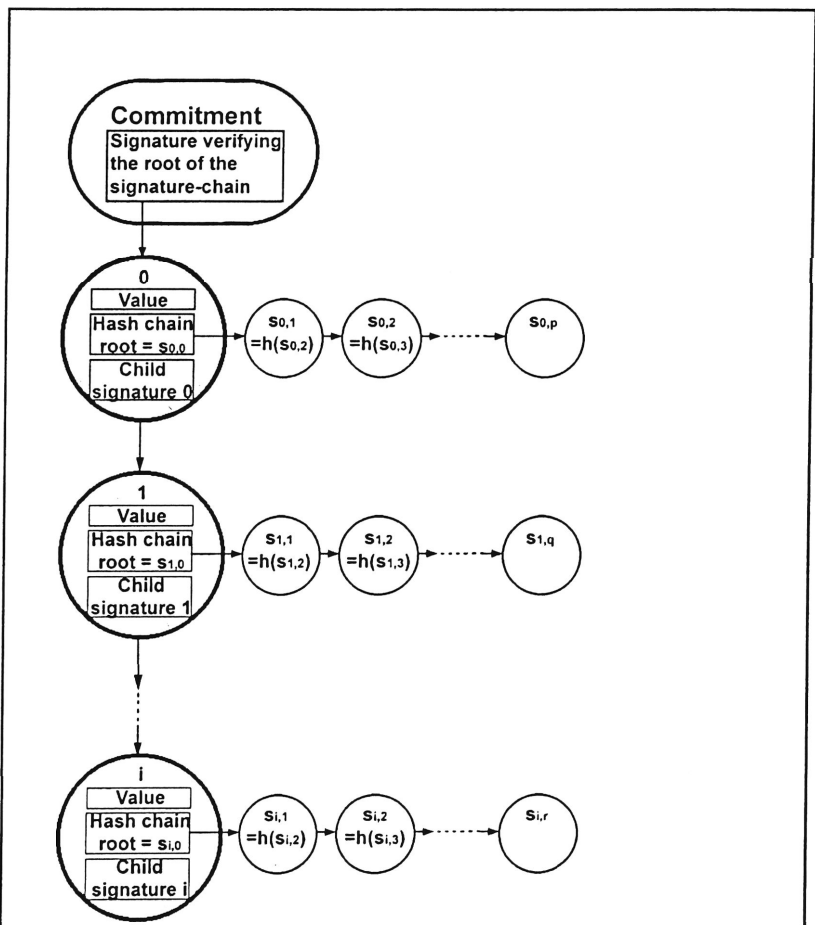 Commitment
Signature verifying
the root of the
signature-chain
0
Value
Hash chain
root = s0,0
Child
signature 0
s0,1
=h(s0,2)
s0,2
=h(s0,3)
s0,p
1
Value
Hash chain
root = s1,0
Child
signature 1
s1,1
=h(s1,2)
s1,2
=h(s1,3)
s1,q
i
Value
Hash chain
root = si,0
Child
signature i
si,1
=h(si,2)
si,2
=h(si,3)
si,r